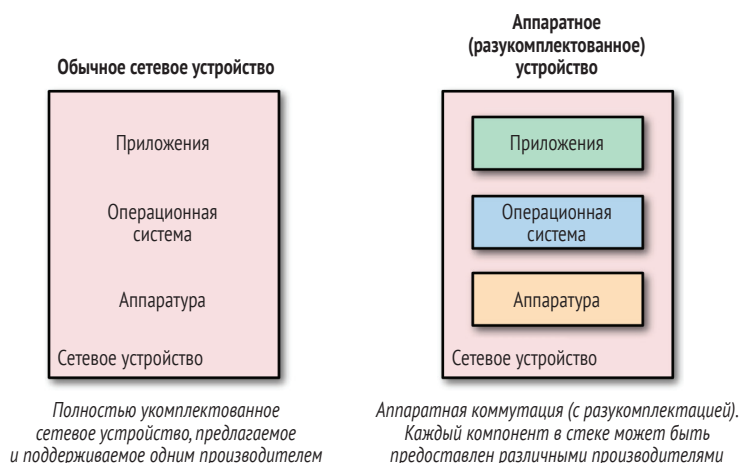 Обычное сетевое устройство
Приложения
Операционная
система
Аппаратура
Сетевое устройство
Полностью укомплектованное
сетевое устройство, предлагаемое
и поддерживаемое одним производителем
Аппаратное
(разукомплектованное)
устройство
Приложения
Операционная
система
Аппаратура
Сетевое устройство
Аппаратная коммутация (с разукомплектацией).
Каждый компонент в стеке может быть
предоставлен различными производителями